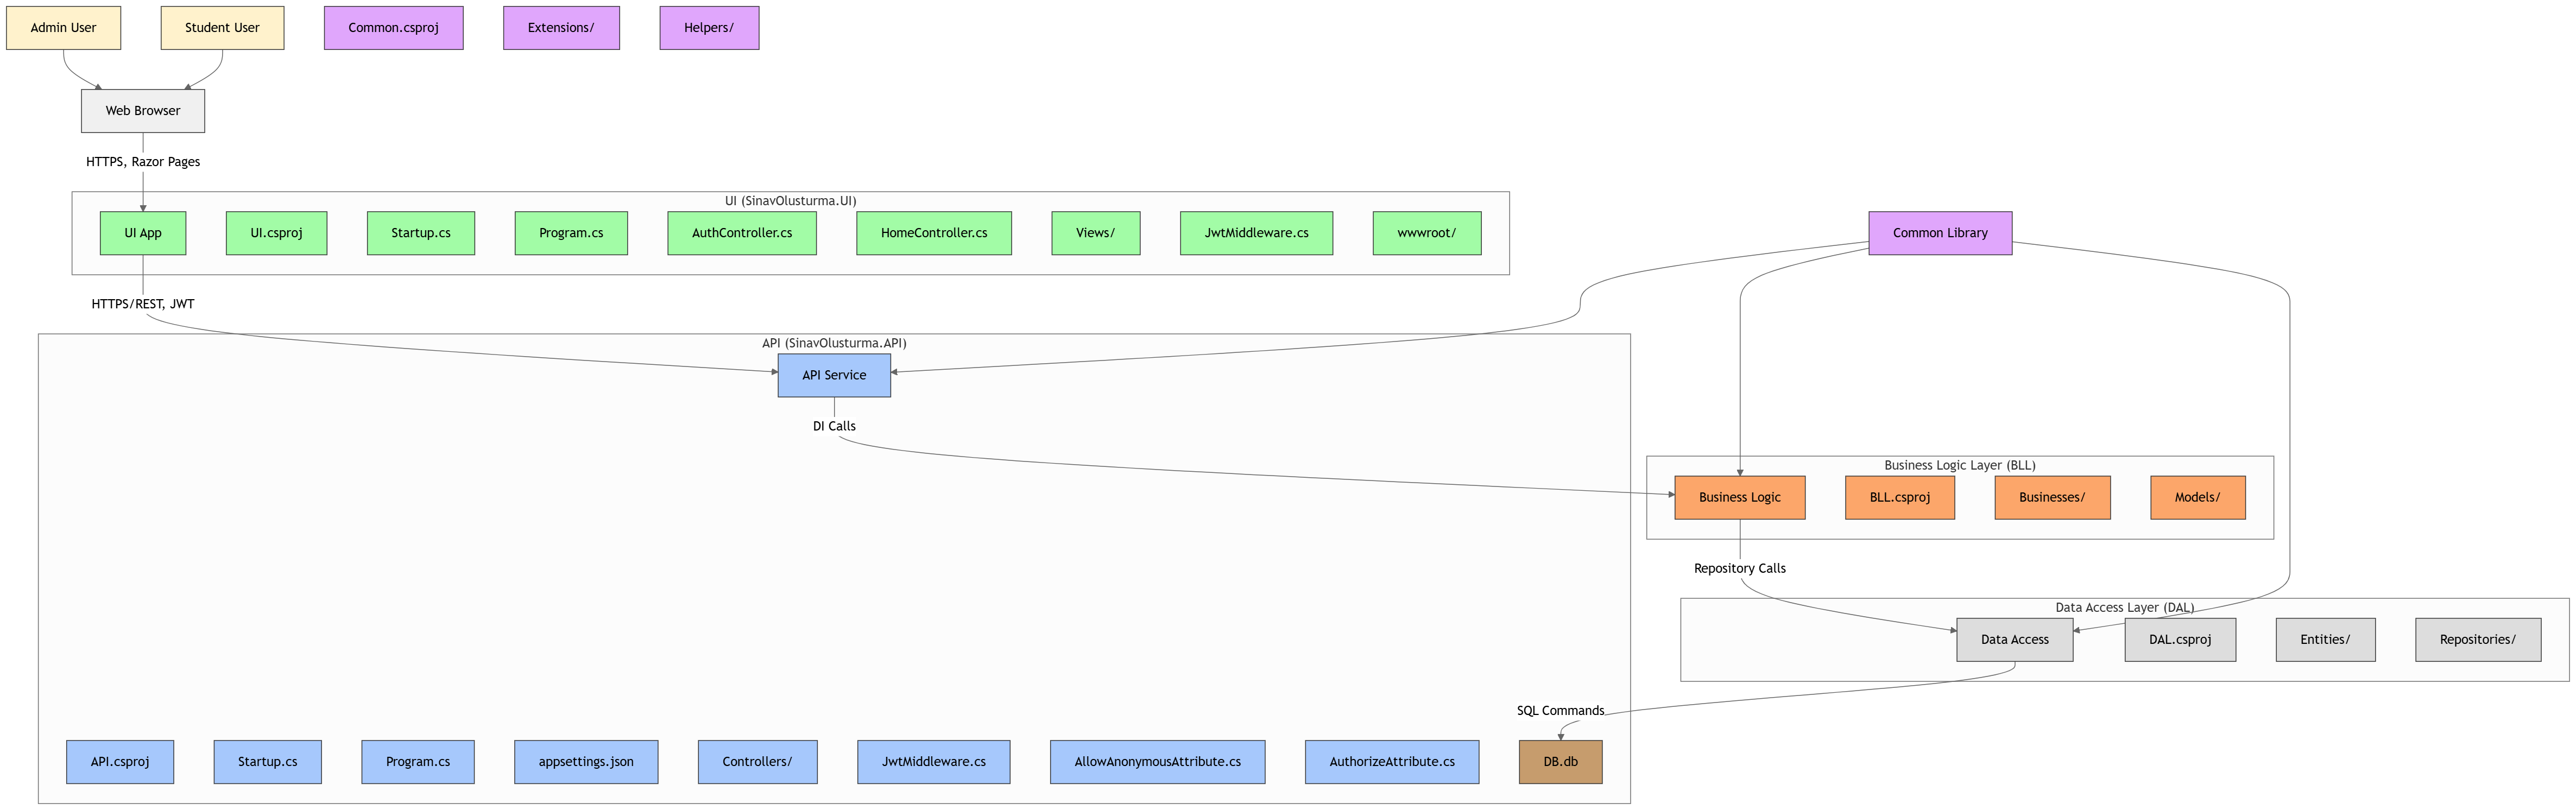 Admin User
Student User
Common.csproj
Extensions/
Helpers/
Web Browser
HTTPS, Razor Pages
UI (SinavOlusturma.UI)
UI App
UI.csproj
Startup.cs
Program.cs
AuthController.cs
HomeController.cs
Views/
JwtMiddleware.cs
wwwroot/
Common Library
HTTPS/REST, JWT
API (SinavOlusturma.API)
API Service
DI Calls
Business Logic Layer (BLL)
Business Logic
BLL.csproj
Businesses/
Models/
Repository Calls
Data Access Layer (DAL)
Data Access
DAL.csproj
Entities/
Repositories/
SQL Commands
API.csproj
Startup.cs
Program.cs
appsettings.json
Controllers/
JwtMiddleware.cs
AllowAnonymousAttribute.cs
AuthorizeAttribute.cs
DB.db